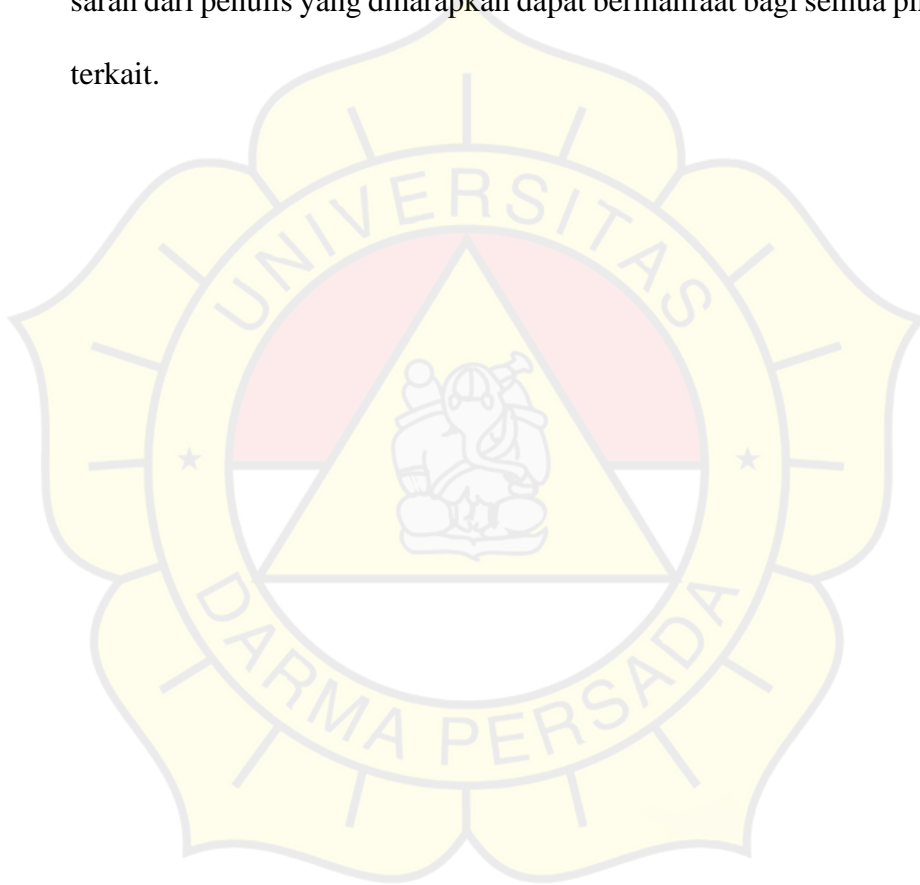 saran dari penulis yang diharapkan dapat bermanfaat bagi semua
terkait.
UNIVERSITAS
DARMA PERSADA